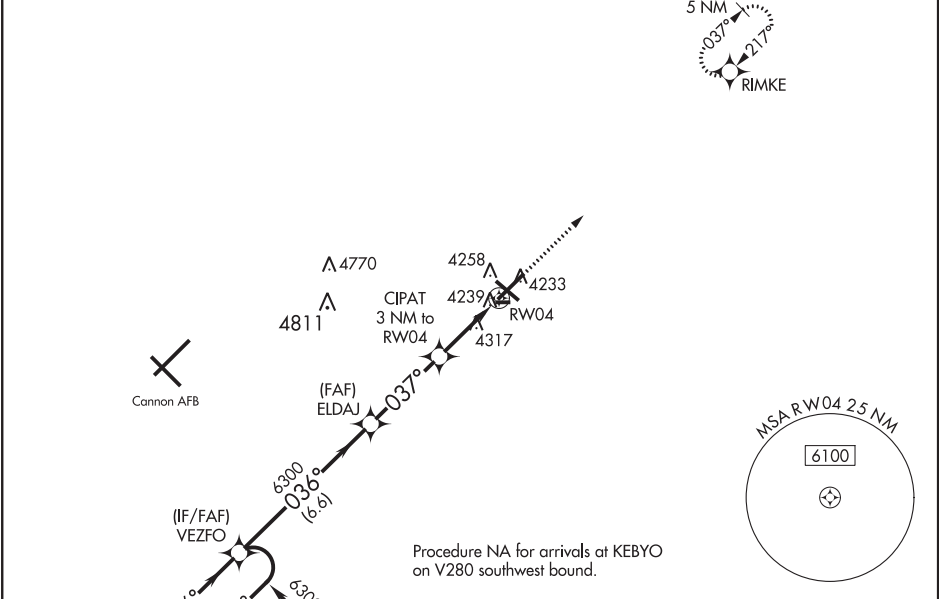 5 NM
037°
217°
RIMKE
4770
4811
4258
4239
4233
CIPAT
3 NM to
RW04
RW04
4317
Cannon AFB
(FAF)
ELDAJ
037°
6300
036°
(6.6)
(IF/FAF)
VEZFO
MSA RW04 25 NM
6100
Procedure NA for arrivals at KEBYO
on V280 southwest bound.